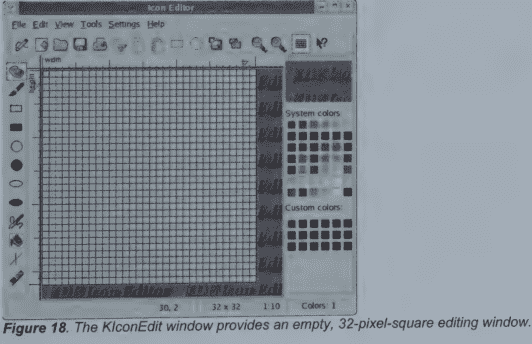 Icon Editor
File Edit View Tools Settings Help
System colors
Custom colors:
30, 2 32 x 32 1:10 Colors: 1
Figure 18. The KIconEdit window provides an empty, 32-pixel-square editing window.